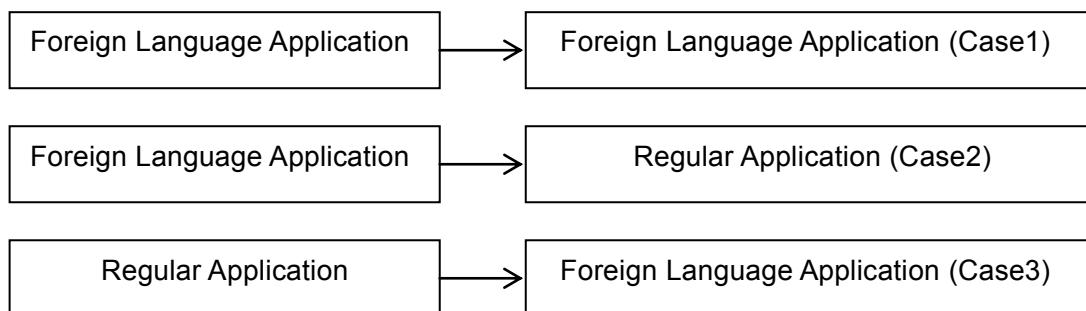 Foreign Language Application
Foreign Language Application (Case1)
Foreign Language Application
Regular Application (Case2)
Regular Application
Foreign Language Application (Case3)